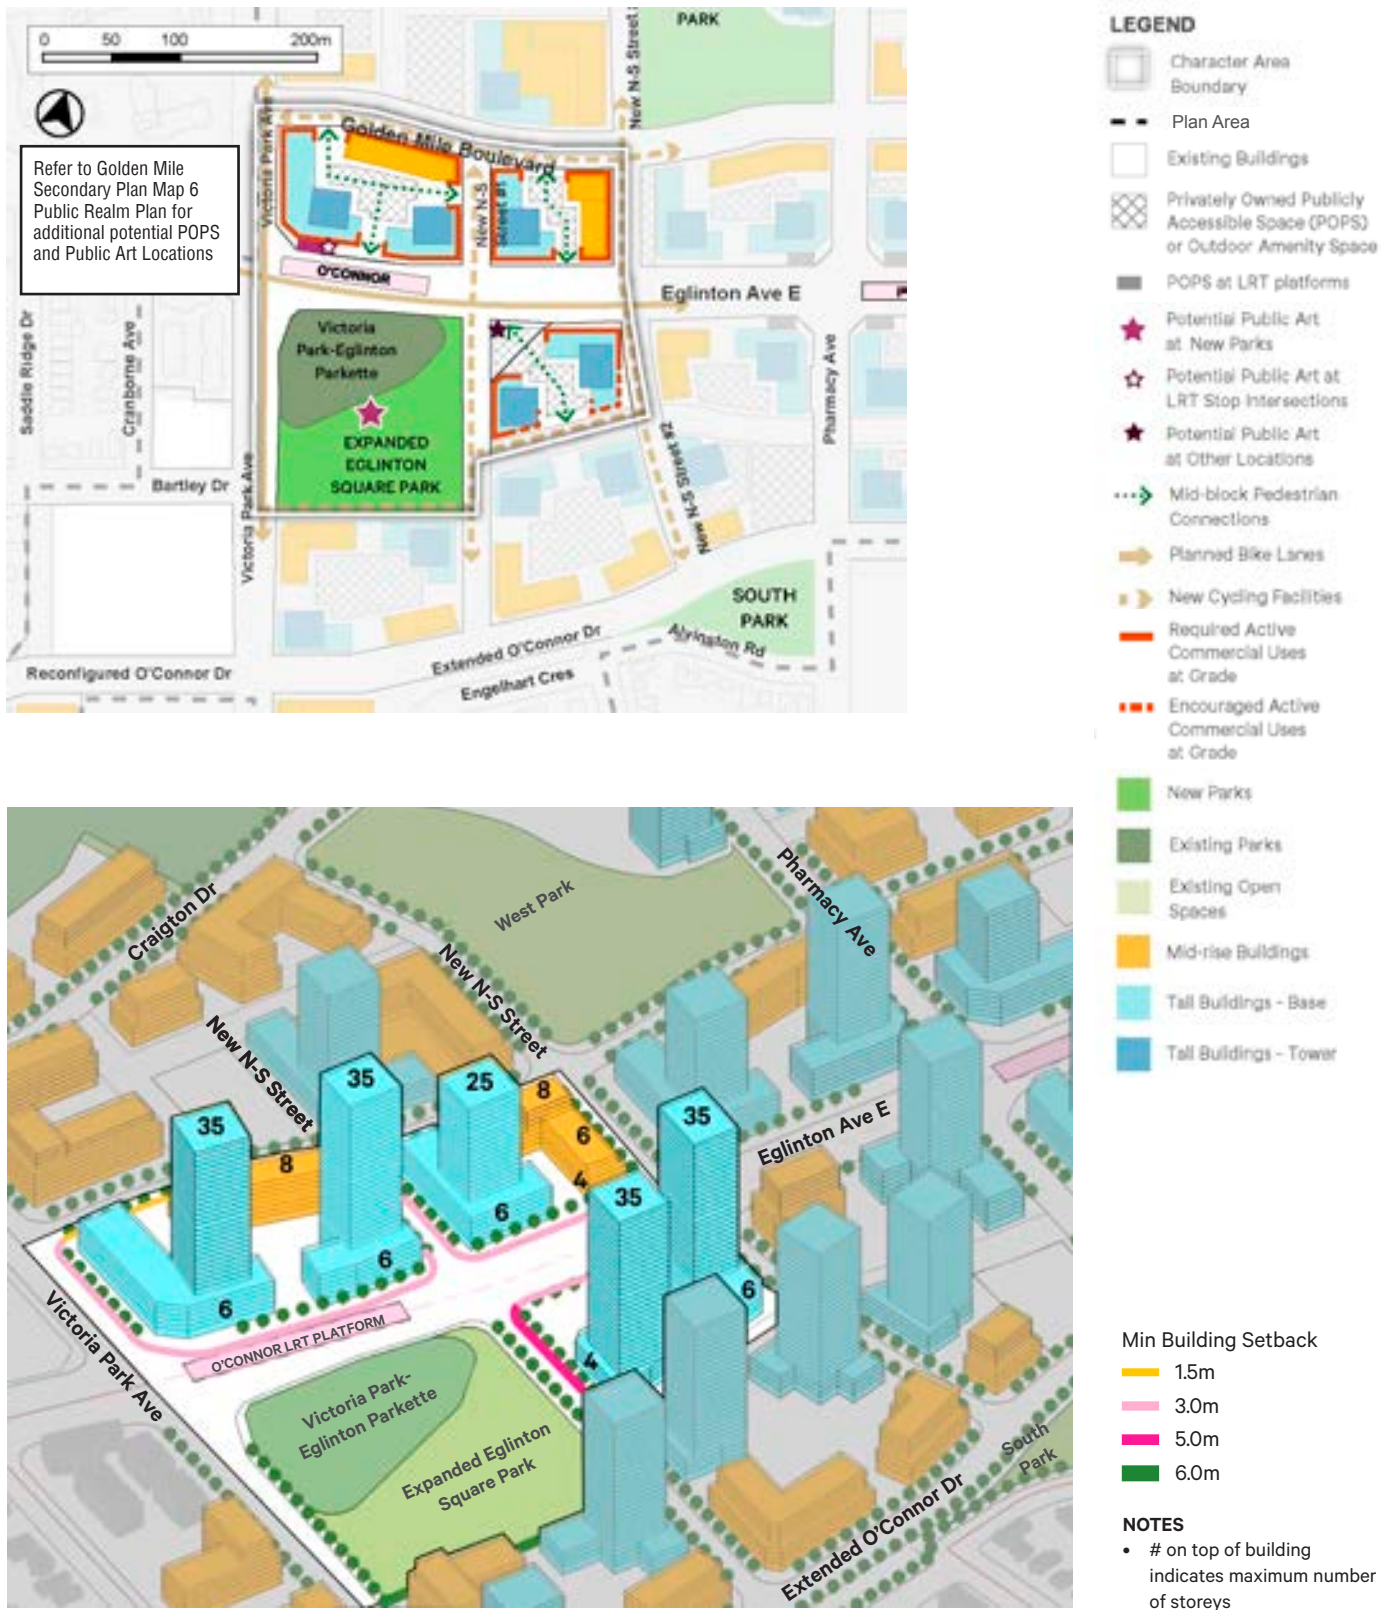 0 50 100 200m
Refer to Golden Mile
Secondary Plan Map 6
Public Realm Plan for
additional potential POPS
and Public Art Locations
PARK
New N-S Street
Victoria Park Ave
Golden Mile Boulevard
New N-S
Street #1
O'CONNOR
Eglinton Ave E
Victoria
Park-Eglinton
Parkette
EXPANDED
EGLINTON
SQUARE PARK
Saddle Ridge Dr
Cranborne Ave
Bartley Dr
Victoria Park Ave
Pharmacy Ave
New N-S Street #2
SOUTH
PARK
Alvinston Rd
Extended O'Connor Dr
Engelhart Cres
Reconfigured O'Connor Dr
LEGEND
Character Area
Boundary
Plan Area
Existing Buildings
Privately Owned Publicly
Accessible Space (POPS)
or Outdoor Amenity Space
POPS at LRT platforms
Potential Public Art
at New Parks
Potential Public Art at
LRT Stop Intersections
Potential Public Art
at Other Locations
Mid-block Pedestrian
Connections
Planned Bike Lanes
New Cycling Facilities
Required Active
Commercial Uses
at Grade
Encouraged Active
Commercial Uses
at Grade
New Parks
Existing Parks
Existing Open
Spaces
Mid-rise Buildings
Tall Buildings - Base
Tall Buildings - Tower
West Park
Pharmacy Ave
Craigton Dr
New N-S Street
New N-S Street
35
35
25
8
8
6
4
35
35
6
6
6
6
4
Eglinton Ave E
O'CONNOR LRT PLATFORM
Victoria Park Ave
Victoria Park-
Eglinton Parkette
Expanded Eglinton
Square Park
South
Park
Extended O'Connor Dr
Min Building Setback
1.5m
3.0m
5.0m
6.0m
NOTES
• # on top of building
indicates maximum number
of storeys